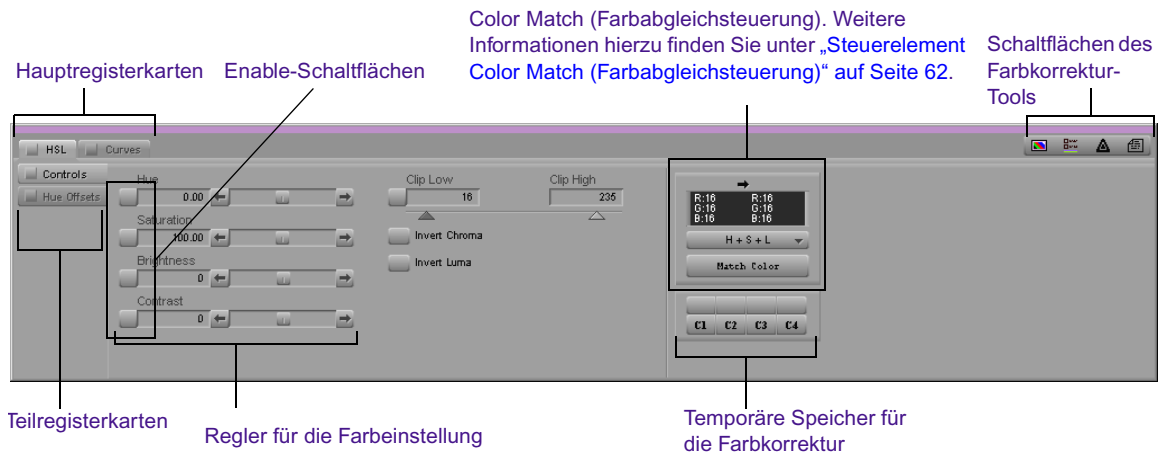 Color Match (Farbabgleichsteuerung). Weitere
Informationen hierzu finden Sie unter „Steuerelement
Color Match (Farbabgleichsteuerung)“ auf Seite 62.
Schaltflächen des
Farbkorrektur-
Tools
Hauptregisterkarten
Enable-Schaltflächen
HSL
Curves
Controls
Hue Offsets
Hue
0.00
Saturation
100.00
Brightness
0
Contrast
0
Clip Low
16
Clip High
235
Invert Chroma
Invert Luma
R:16 R:16
G:16 G:16
B:16 B:16
H + S + L
Match Color
C1 C2 C3 C4
Teilregisterkarten
Regler für die Farbeinstellung
Temporäre Speicher für
die Farbkorrektur